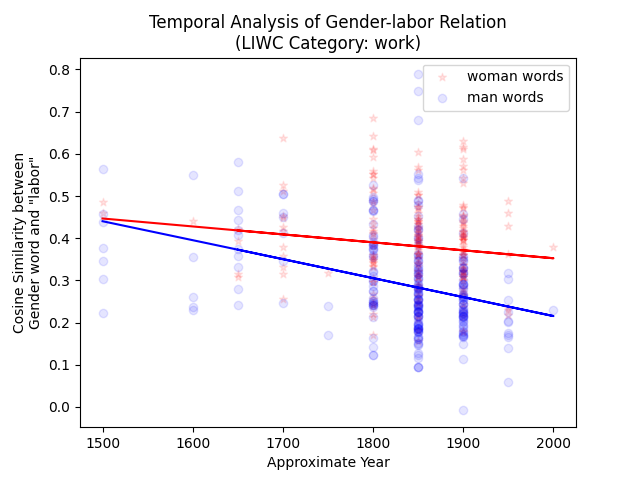 Temporal Analysis of Gender-labor Relation
(LIWC Category: work)
woman words
man words
0.8
0.7
0.6
0.5
0.4
0.3
0.2
0.1
0.0
Cosine Similarity between
Gender word and "labor"
1500
1600
1700
1800
1900
2000
Approximate Year